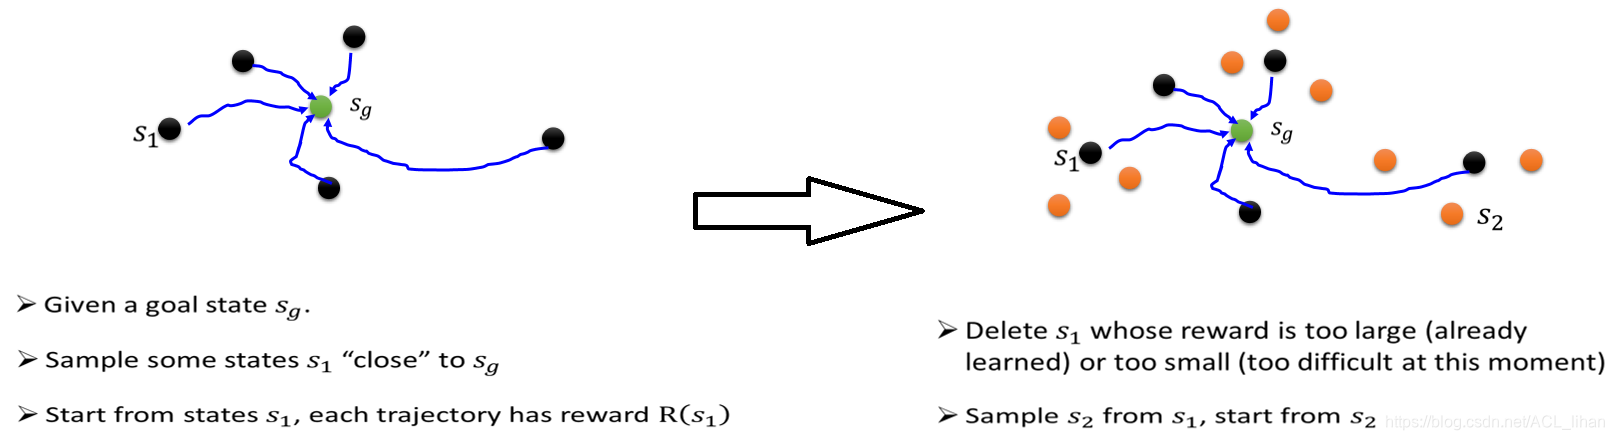 s_g
s_1
➢ Given a goal state s_g.
➢ Sample some states s_1 “close” to s_g
➢ Start from states s_1, each trajectory has reward R(s_1)
s_g
s_1
s_2
➢ Delete s_1 whose reward is too large (already
learned) or too small (too difficult at this moment)
➢ Sample s_2 from s_1, start from s_2
https://blog.csdn.net/ACL_lihan